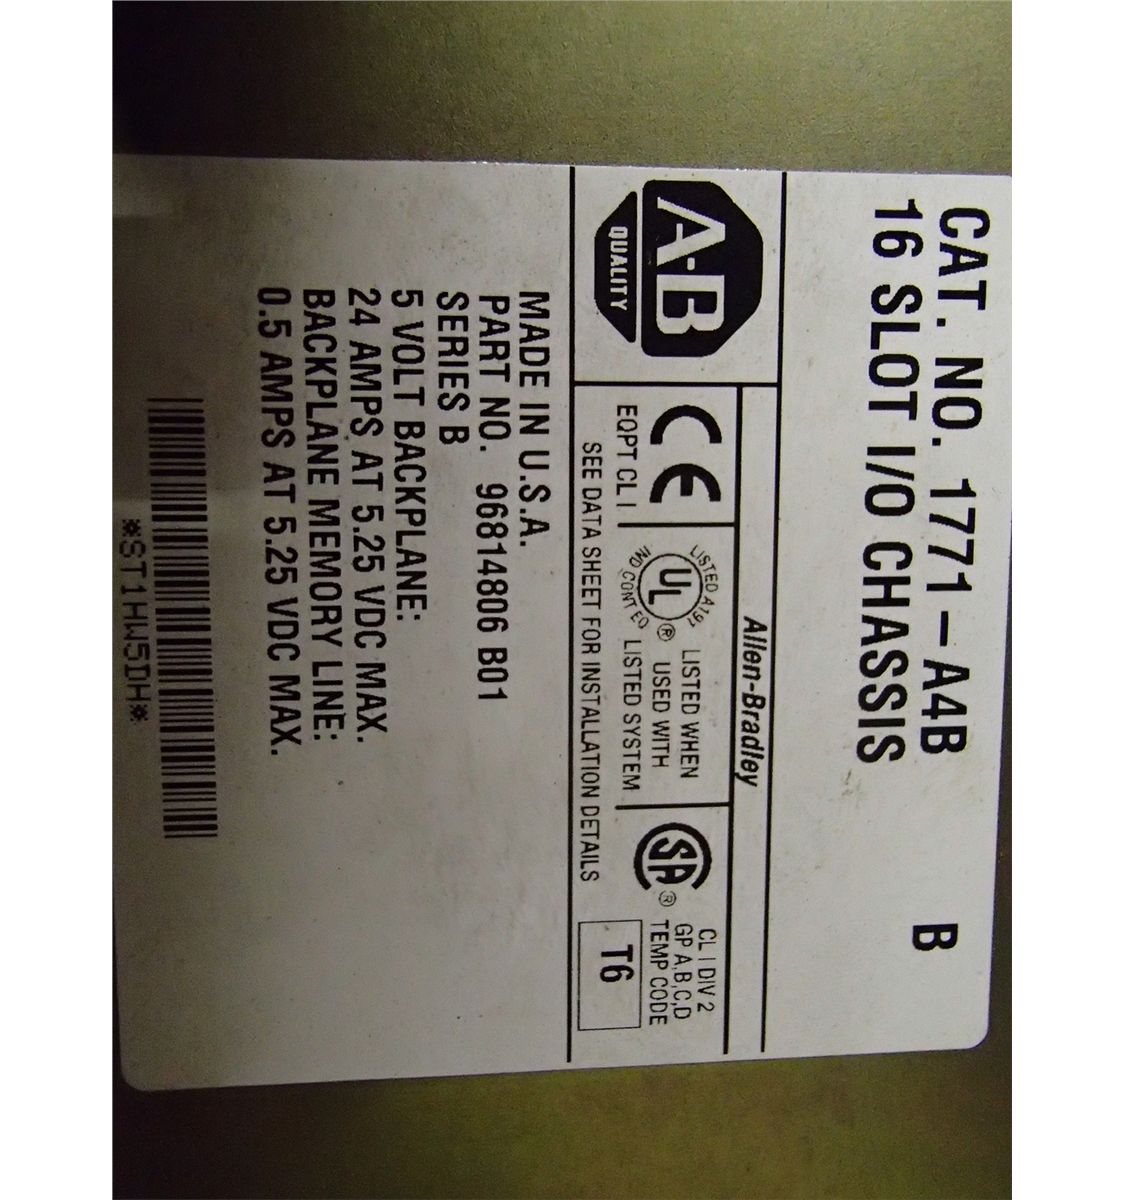 CAT. NO. 1771-A4B B
16 SLOT I/O CHASSIS
Allen-Bradley
A-B
QUALITY
CE
EQPT CL I
LISTED A197
UL ®
IND CONT EQ
LISTED WHEN
USED WITH
LISTED SYSTEM
SA ®
CL I DIV 2
GP A,B,C,D
TEMP CODE
T6
SEE DATA SHEET FOR INSTALLATION DETAILS
MADE IN U.S.A.
PART NO. 96814806 B01
SERIES B
5 VOLT BACKPLANE:
24 AMPS AT 5.25 VDC MAX.
BACKPLANE MEMORY LINE:
0.5 AMPS AT 5.25 VDC MAX.
*ST1HW5DH*